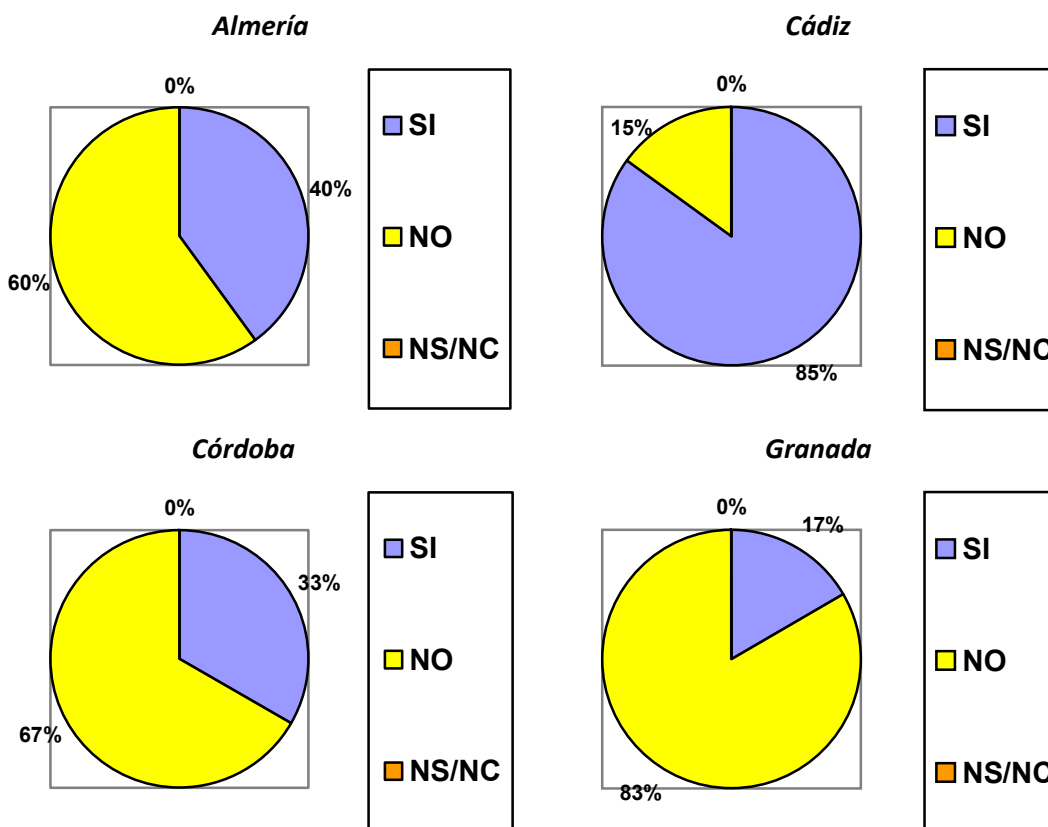 Almería
0%
40%
60%
SI
NO
NS/NC
Cádiz
0%
15%
85%
SI
NO
NS/NC
Córdoba
0%
33%
67%
SI
NO
NS/NC
Granada
0%
17%
83%
SI
NO
NS/NC